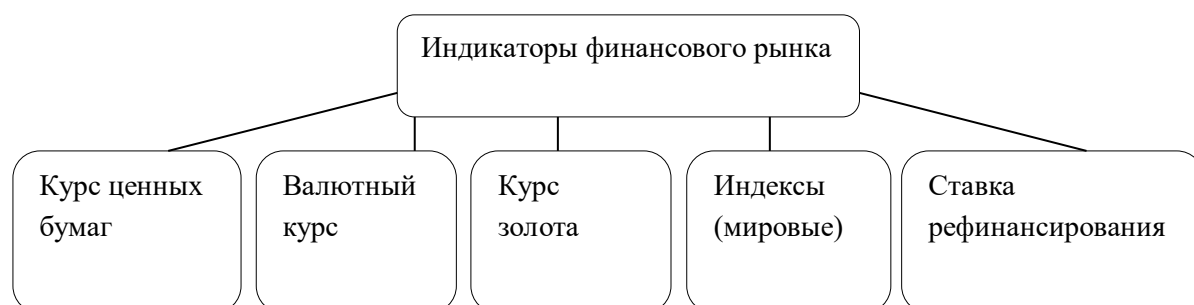 Индикаторы финансового рынка
Курс ценных
бумаг
Валютный
курс
Курс
золота
Индексы
(мировые)
Ставка
рефинансирования